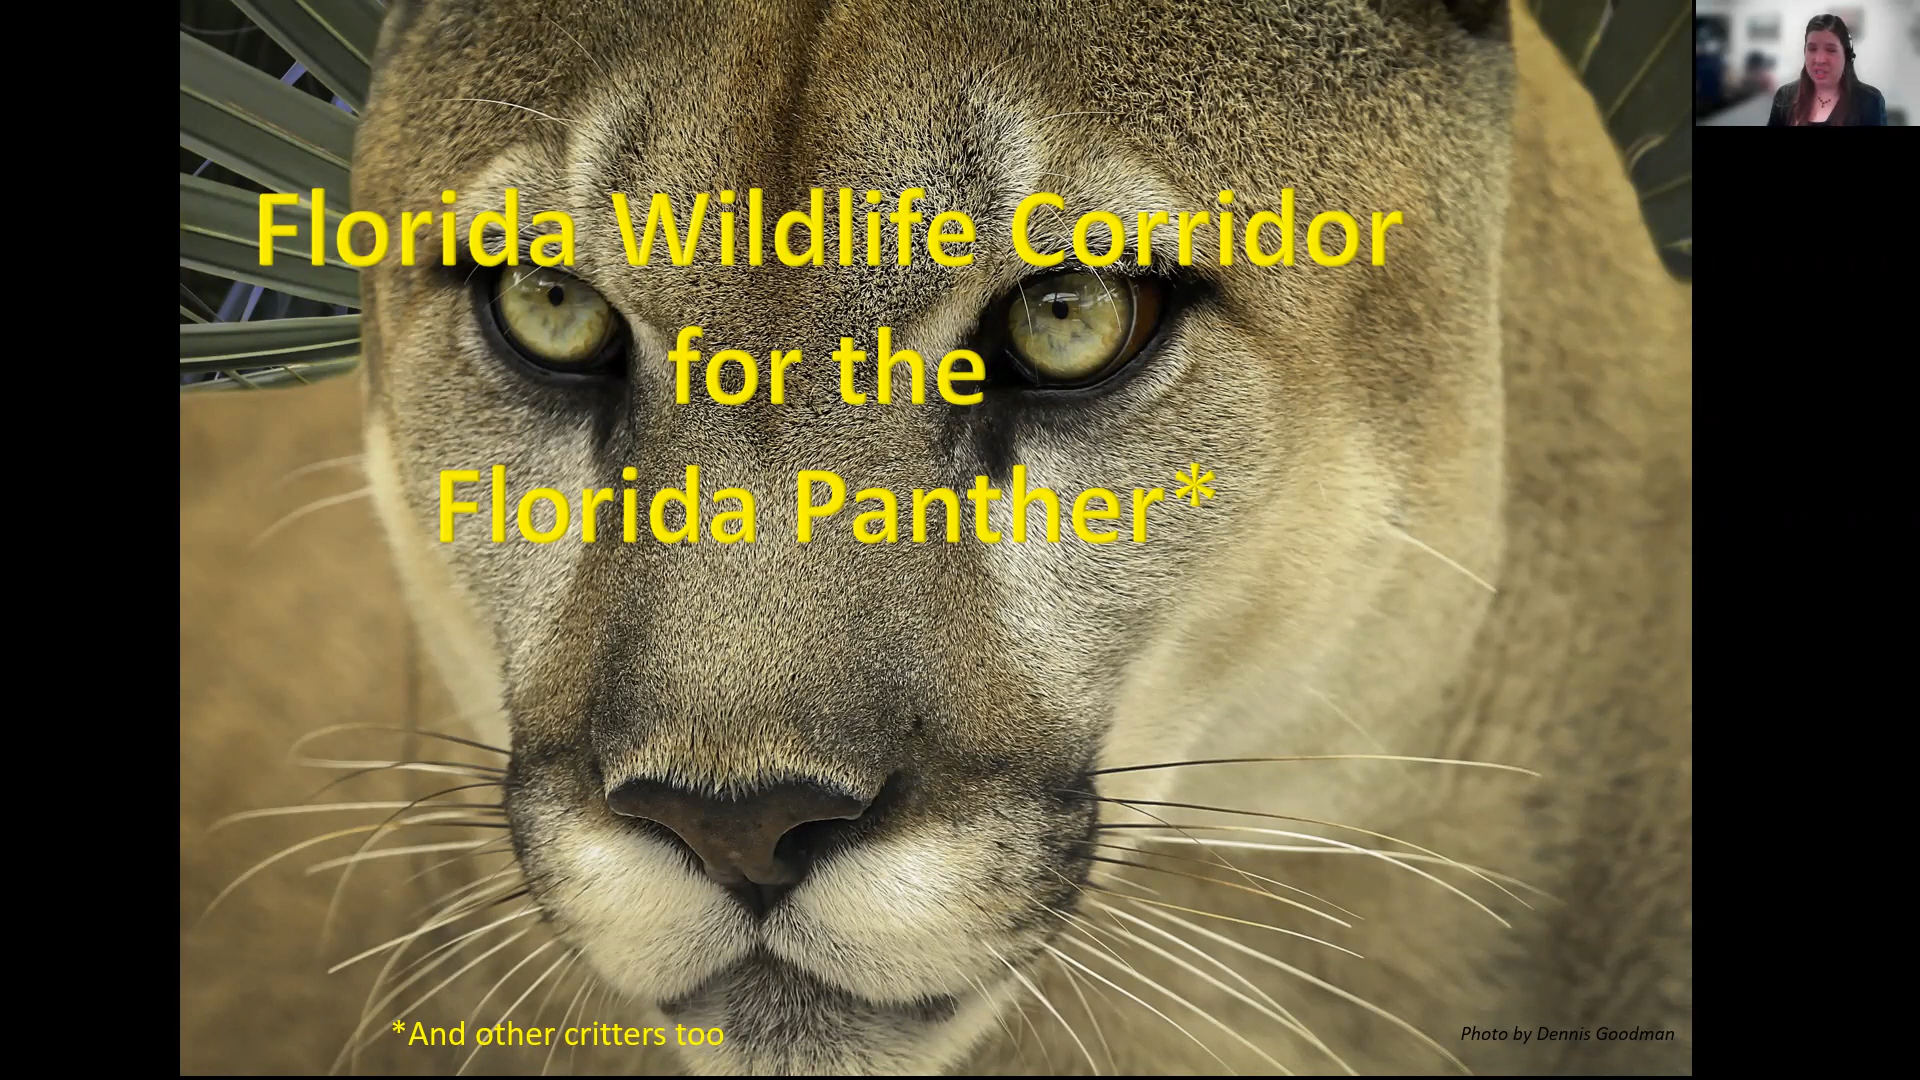 Florida Wildlife Corridor
for the
Florida Panther*
*And other critters too
Photo by Dennis Goodman